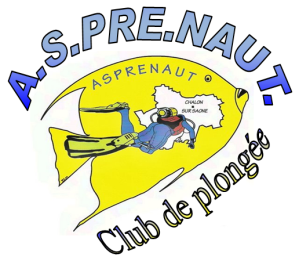 A.S.PRE.NAUT.
ASPRENAUT
CHALON
SUR SAONE
Club de plongée